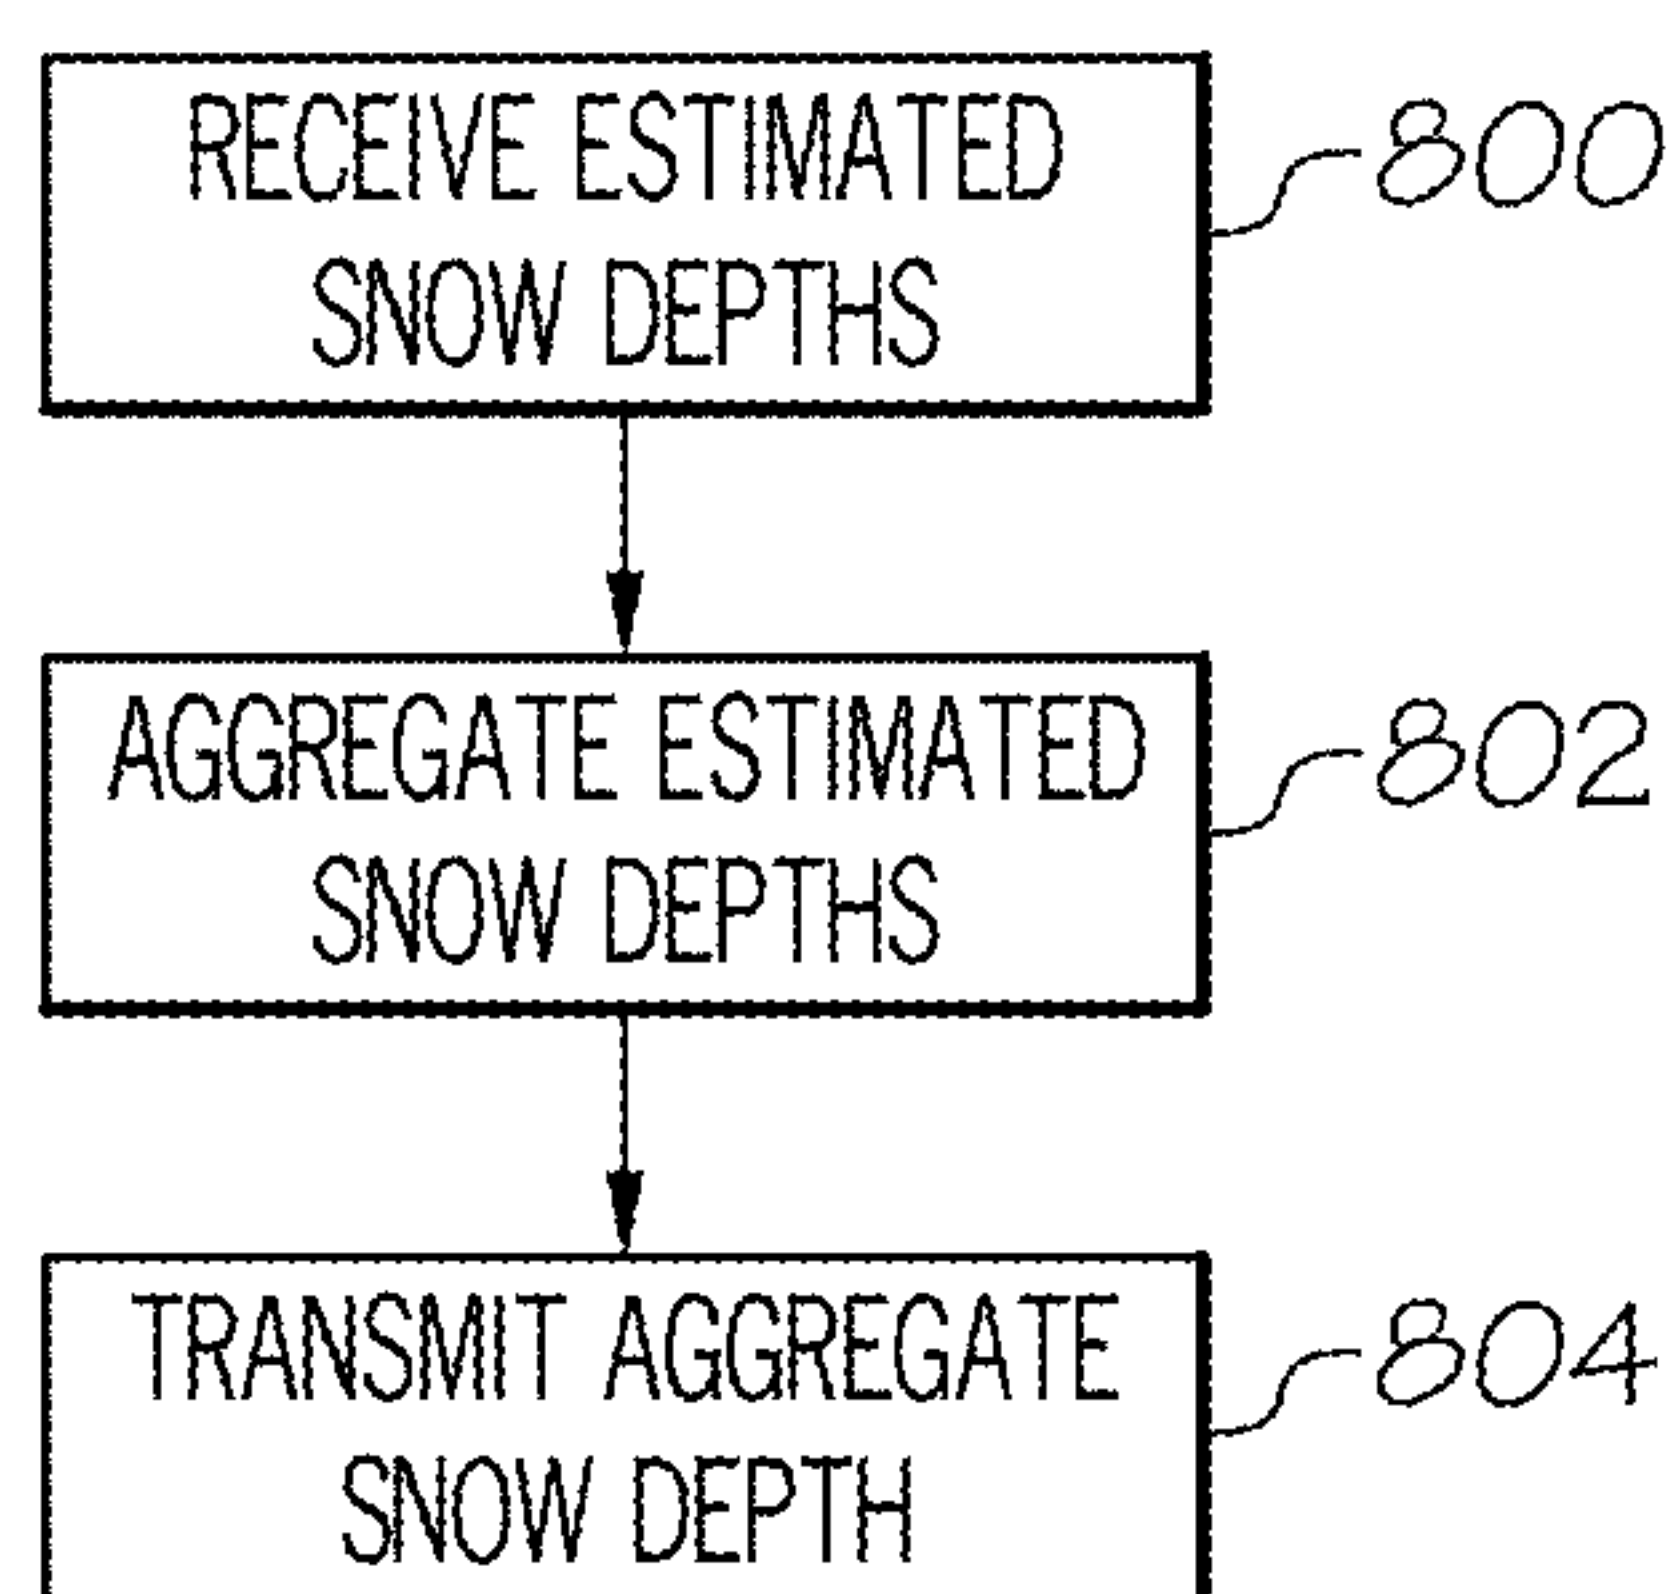 RECEIVE ESTIMATED
SNOW DEPTHS
800
AGGREGATE ESTIMATED
SNOW DEPTHS
802
TRANSMIT AGGREGATE
SNOW DEPTH
804